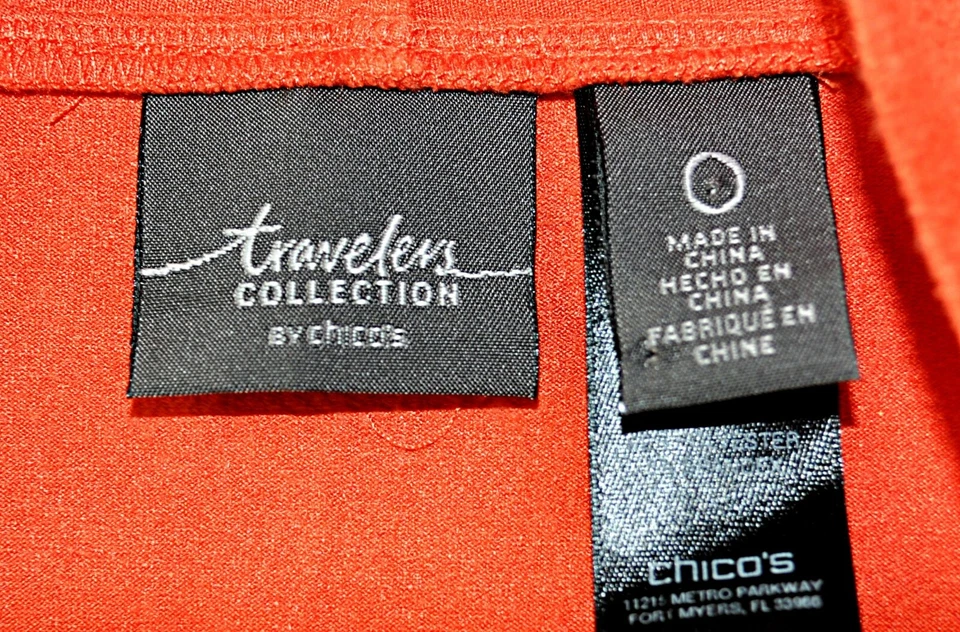 travelers
COLLECTION
BY chico's
0
MADE IN
CHINA
HECHO EN
CHINA
FABRIQUÉ EN
CHINE
chico's
11215 METRO PARKWAY
FORT MYERS, FL 33966